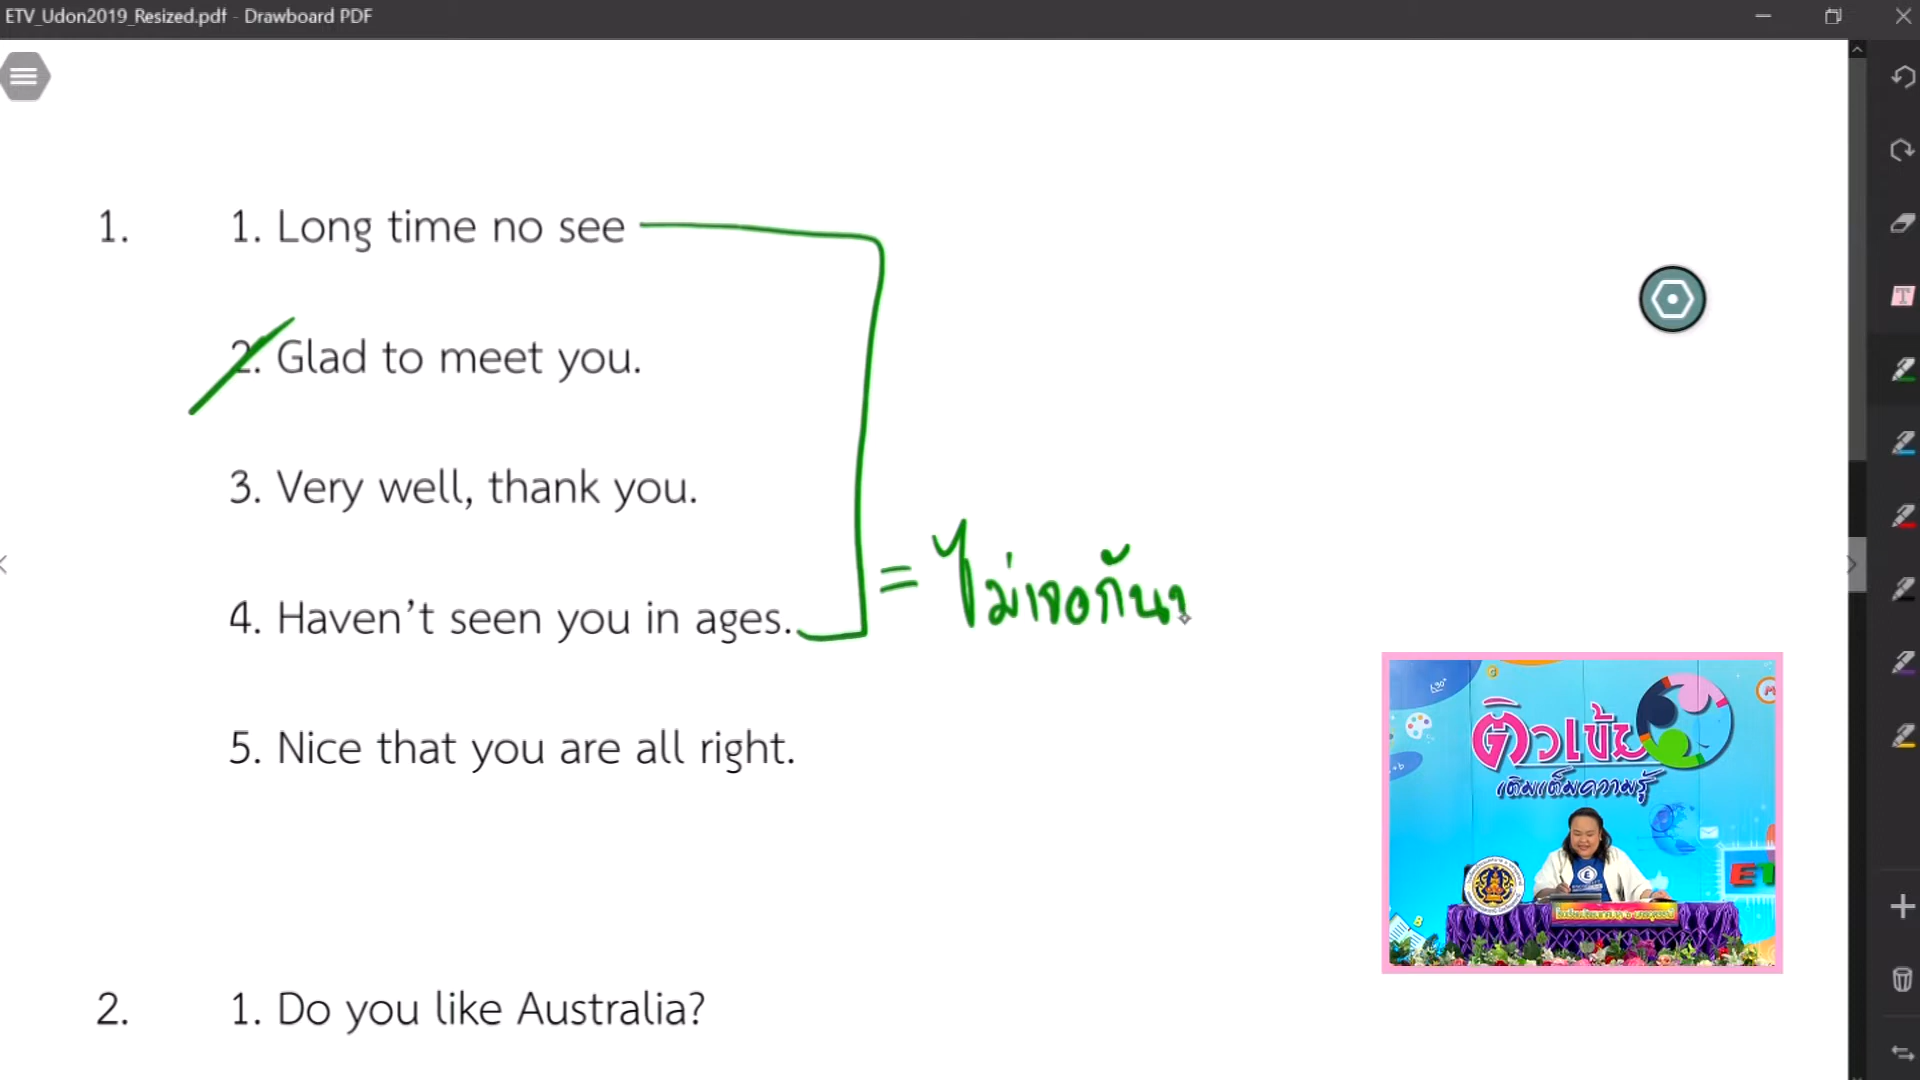 ETV_Udon2019_Resized.pdf - Drawboard PDF
1. 1. Long time no see
2. Glad to meet you.
3. Very well, thank you.
4. Haven't seen you in ages.
= ไม่เจอกันน
5. Nice that you are all right.
2. 1. Do you like Australia?
ติวเข้ม
เติมเต็มความรู้